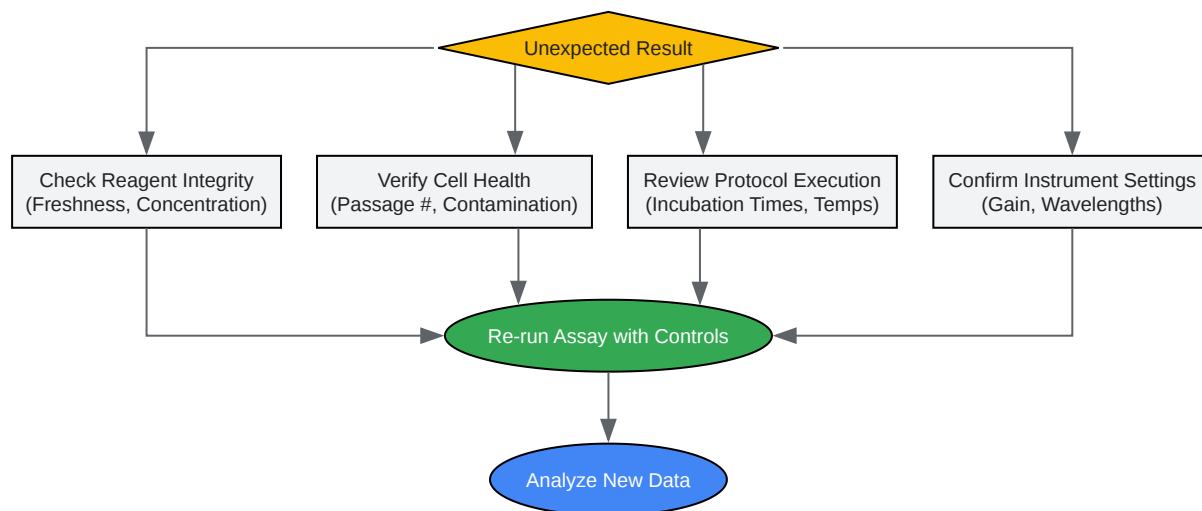 Unexpected Result
Check Reagent Integrity
(Freshness, Concentration)
Verify Cell Health
(Passage #, Contamination)
Review Protocol Execution
(Incubation Times, Temps)
Confirm Instrument Settings
(Gain, Wavelengths)
Re-run Assay with Controls
Analyze New Data